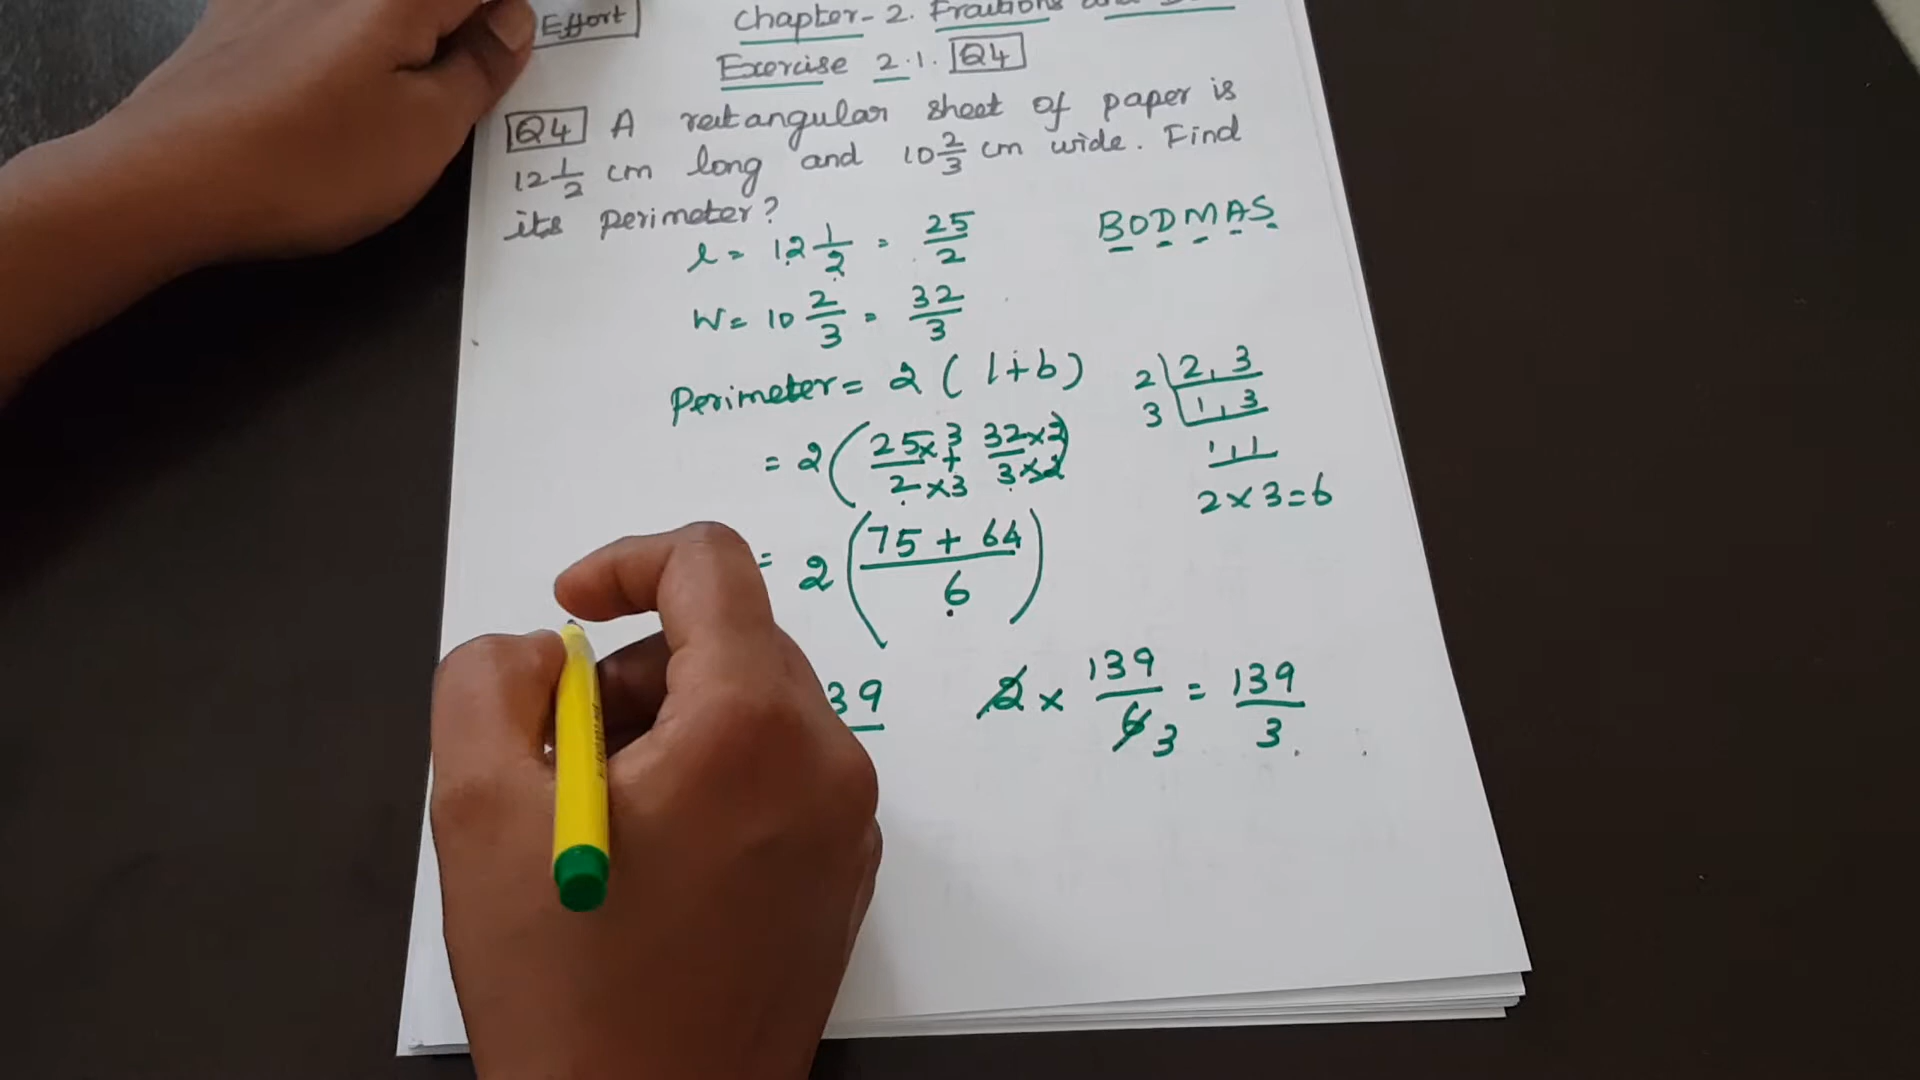 Effort
Chapter-2. Fractions and
Exercise 2.1. Q4
Q4 A rectangular sheet of paper is
12 1/2 cm long and 10 2/3 cm wide. Find
its perimeter?
BODMAS
l = 12 1/2 = 25/2
W = 10 2/3 = 32/3
Perimeter = 2 ( l+b)
2 | 2, 3
3 | 1, 3
1, 1
2 × 3 = 6
= 2 ( 25×3/2×3 + 32×2/3×2 )
= 2 ( 75 + 64 / 6 )
39
2 × 139/6 3 = 139/3